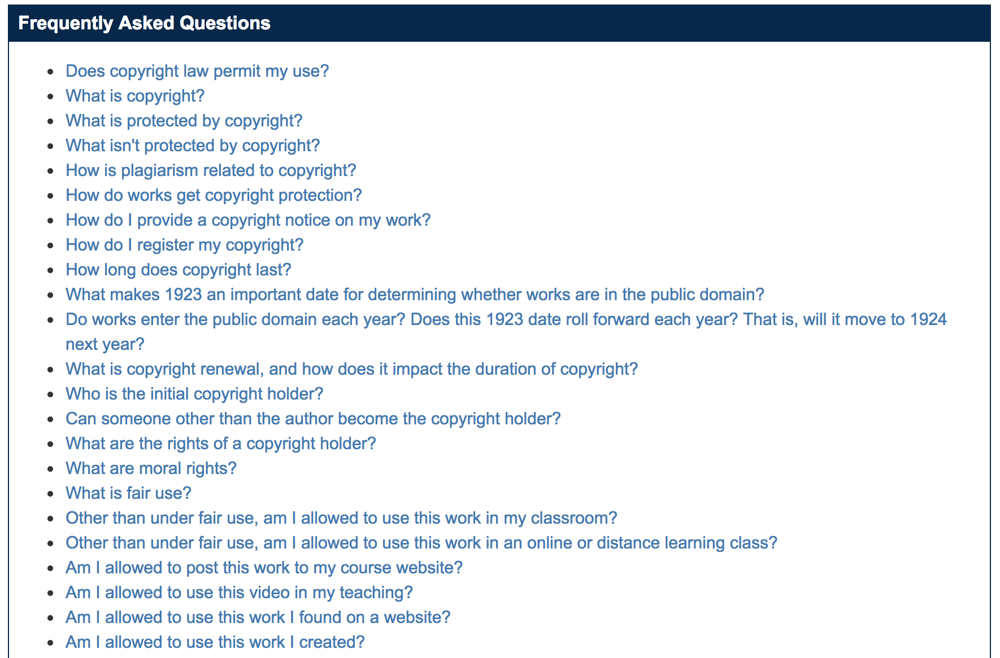 Frequently Asked Questions
Does copyright law permit my use?
What is copyright?
What is protected by copyright?
What isn't protected by copyright?
How is plagiarism related to copyright?
How do works get copyright protection?
How do I provide a copyright notice on my work?
How do I register my copyright?
How long does copyright last?
What makes 1923 an important date for determining whether works are in the public domain?
Do works enter the public domain each year? Does this 1923 date roll forward each year? That is, will it move to 1924
next year?
What is copyright renewal, and how does it impact the duration of copyright?
Who is the initial copyright holder?
Can someone other than the author become the copyright holder?
What are the rights of a copyright holder?
What are moral rights?
What is fair use?
Other than under fair use, am I allowed to use this work in my classroom?
Other than under fair use, am I allowed to use this work in an online or distance learning class?
Am I allowed to post this work to my course website?
Am I allowed to use this video in my teaching?
Am I allowed to use this work I found on a website?
Am I allowed to use this work I created?